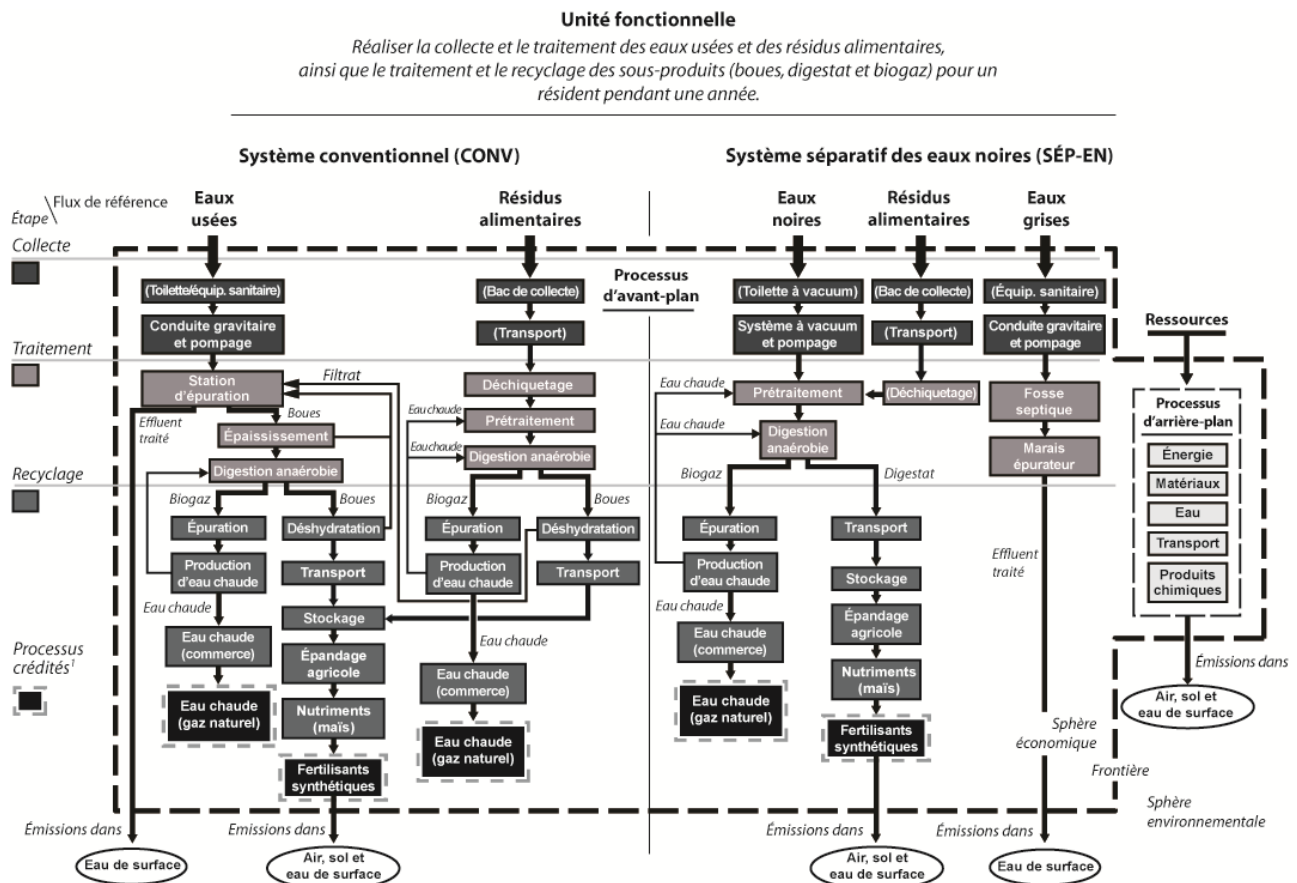 Unité fonctionnelle
Réaliser la collecte et le traitement des eaux usées et des résidus alimentaires,
ainsi que le traitement et le recyclage des sous-produits (boues, digestat et biogaz) pour un
résident pendant une année.
Système conventionnel (CONV)
Système séparatif des eaux noires (SÉP-EN)
Étape \ Flux de référence
Eaux
usées
Résidus
alimentaires
Eaux
noires
Résidus
alimentaires
Eaux
grises
Collecte
Processus
d'avant-plan
(Toilette/équip. sanitaire)
(Bac de collecte)
(Toilette à vacuum)
(Bac de collecte)
(Équip. sanitaire)
Conduite gravitaire
et pompage
(Transport)
Système à vacuum
et pompage
(Transport)
Conduite gravitaire
et pompage
Ressources
Traitement
Station
d'épuration
Filtrat
Déchiquetage
Eau chaude
Prétraitement
(Déchiquetage)
Fosse
septique
Effluent
traité
Boues
Épaississement
Eau chaude
Prétraitement
Eau chaude
Digestion
anaérobie
Marais
épurateur
Processus
d'arrière-plan
Énergie
Matériaux
Eau
Transport
Produits
chimiques
Digestion anaérobie
Eau chaude
Digestion anaérobie
Recyclage
Biogaz
Boues
Biogaz
Boues
Biogaz
Digestat
Épuration
Déshydratation
Épuration
Déshydratation
Épuration
Transport
Production
d'eau chaude
Transport
Production
d'eau chaude
Transport
Production
d'eau chaude
Stockage
Effluent
traité
Eau chaude
Stockage
Eau chaude
Eau chaude
Épandage
agricole
Processus
crédités¹
Eau chaude
(commerce)
Épandage
agricole
Eau chaude
(commerce)
Eau chaude
(commerce)
Nutriments
(maïs)
Émissions dans
Air, sol et
eau de surface
Eau chaude
(gaz naturel)
Nutriments
(maïs)
Eau chaude
(gaz naturel)
Eau chaude
(gaz naturel)
Fertilisants
synthétiques
Fertilisants
synthétiques
Sphère
économique
Frontière
Sphère
environnementale
Émissions dans
Émissions dans
Émissions dans
Émissions dans
Eau de surface
Air, sol et
eau de surface
Air, sol et
eau de surface
Eau de surface